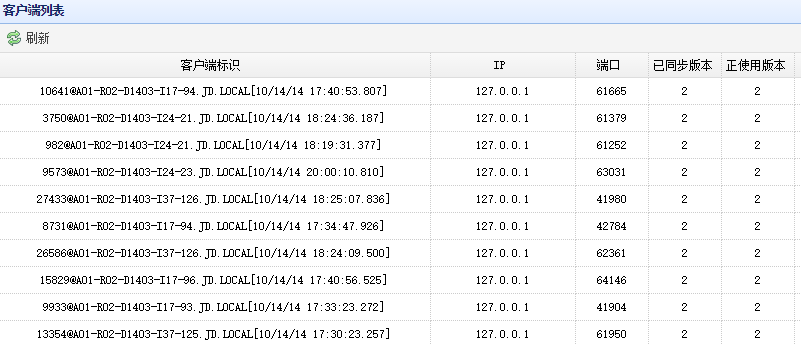 客户端列表
刷新
客户端标识 IP 端口 已同步版本 正使用版本
10641@A01-R02-D1403-I17-94.JD.LOCAL[10/14/14 17:40:53.807] 127.0.0.1 61665 2 2
3750@A01-R02-D1403-I24-21.JD.LOCAL[10/14/14 18:24:36.187] 127.0.0.1 61379 2 2
982@A01-R02-D1403-I24-21.JD.LOCAL[10/14/14 18:19:31.377] 127.0.0.1 61252 2 2
9573@A01-R02-D1403-I24-23.JD.LOCAL[10/14/14 20:00:10.810] 127.0.0.1 63031 2 2
27433@A01-R02-D1403-I37-126.JD.LOCAL[10/14/14 18:25:07.836] 127.0.0.1 41980 2 2
8731@A01-R02-D1403-I17-94.JD.LOCAL[10/14/14 17:34:47.926] 127.0.0.1 42784 2 2
26586@A01-R02-D1403-I37-126.JD.LOCAL[10/14/14 18:24:09.500] 127.0.0.1 62361 2 2
15829@A01-R02-D1403-I17-96.JD.LOCAL[10/14/14 17:40:56.525] 127.0.0.1 64146 2 2
9933@A01-R02-D1403-I17-93.JD.LOCAL[10/14/14 17:33:23.272] 127.0.0.1 41904 2 2
13354@A01-R02-D1403-I37-125.JD.LOCAL[10/14/14 17:30:23.257] 127.0.0.1 61950 2 2